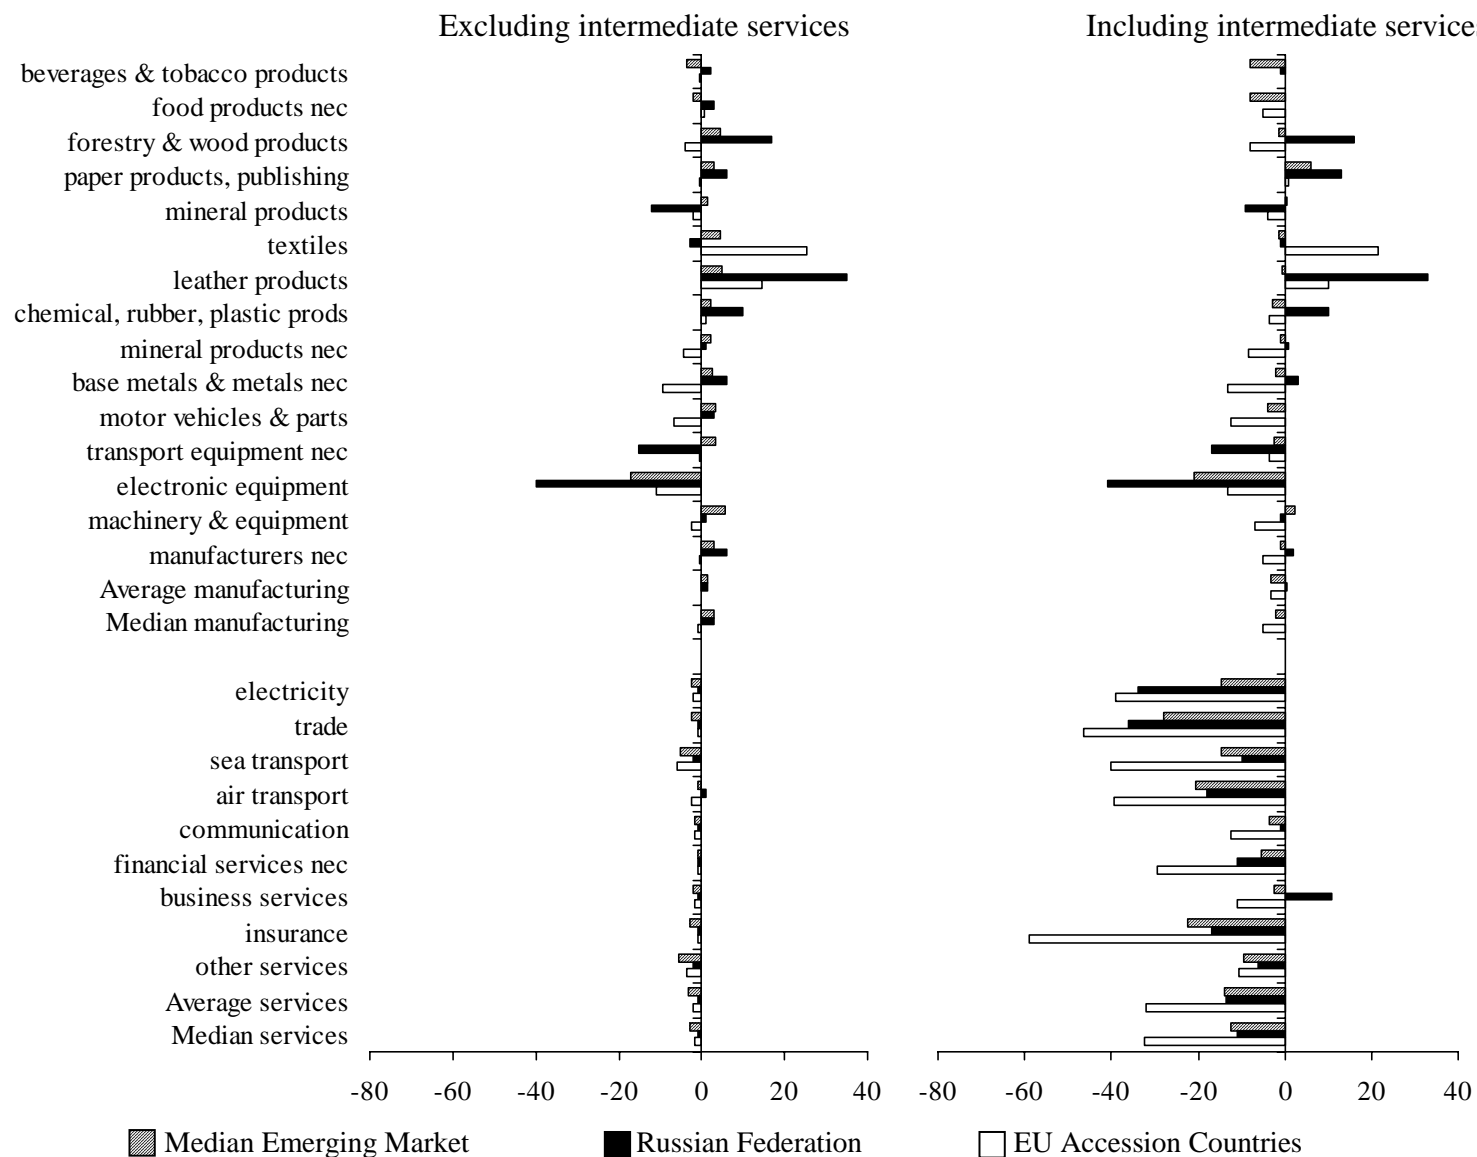 Excluding intermediate services
Including intermediate service
beverages & tobacco products
food products nec
forestry & wood products
paper products, publishing
mineral products
textiles
leather products
chemical, rubber, plastic prods
mineral products nec
base metals & metals nec
motor vehicles & parts
transport equipment nec
electronic equipment
machinery & equipment
manufacturers nec
Average manufacturing
Median manufacturing
electricity
trade
sea transport
air transport
communication
financial services nec
business services
insurance
other services
Average services
Median services
-80 -60 -40 -20 0 20 40
-80 -60 -40 -20 0 20 40
Median Emerging Market
Russian Federation
EU Accession Countries